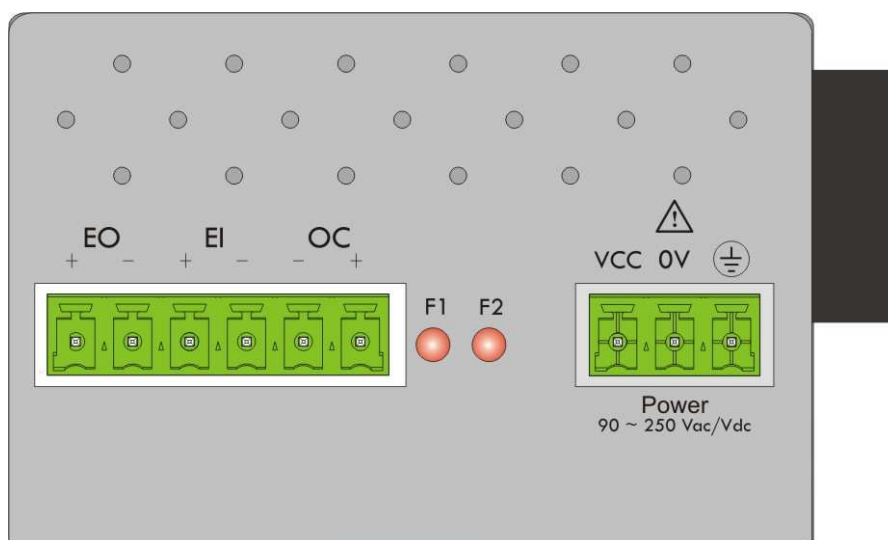 EO EI OC
+ − + − − +
F1 F2
VCC 0V
Power
90 ~ 250 Vac/Vdc